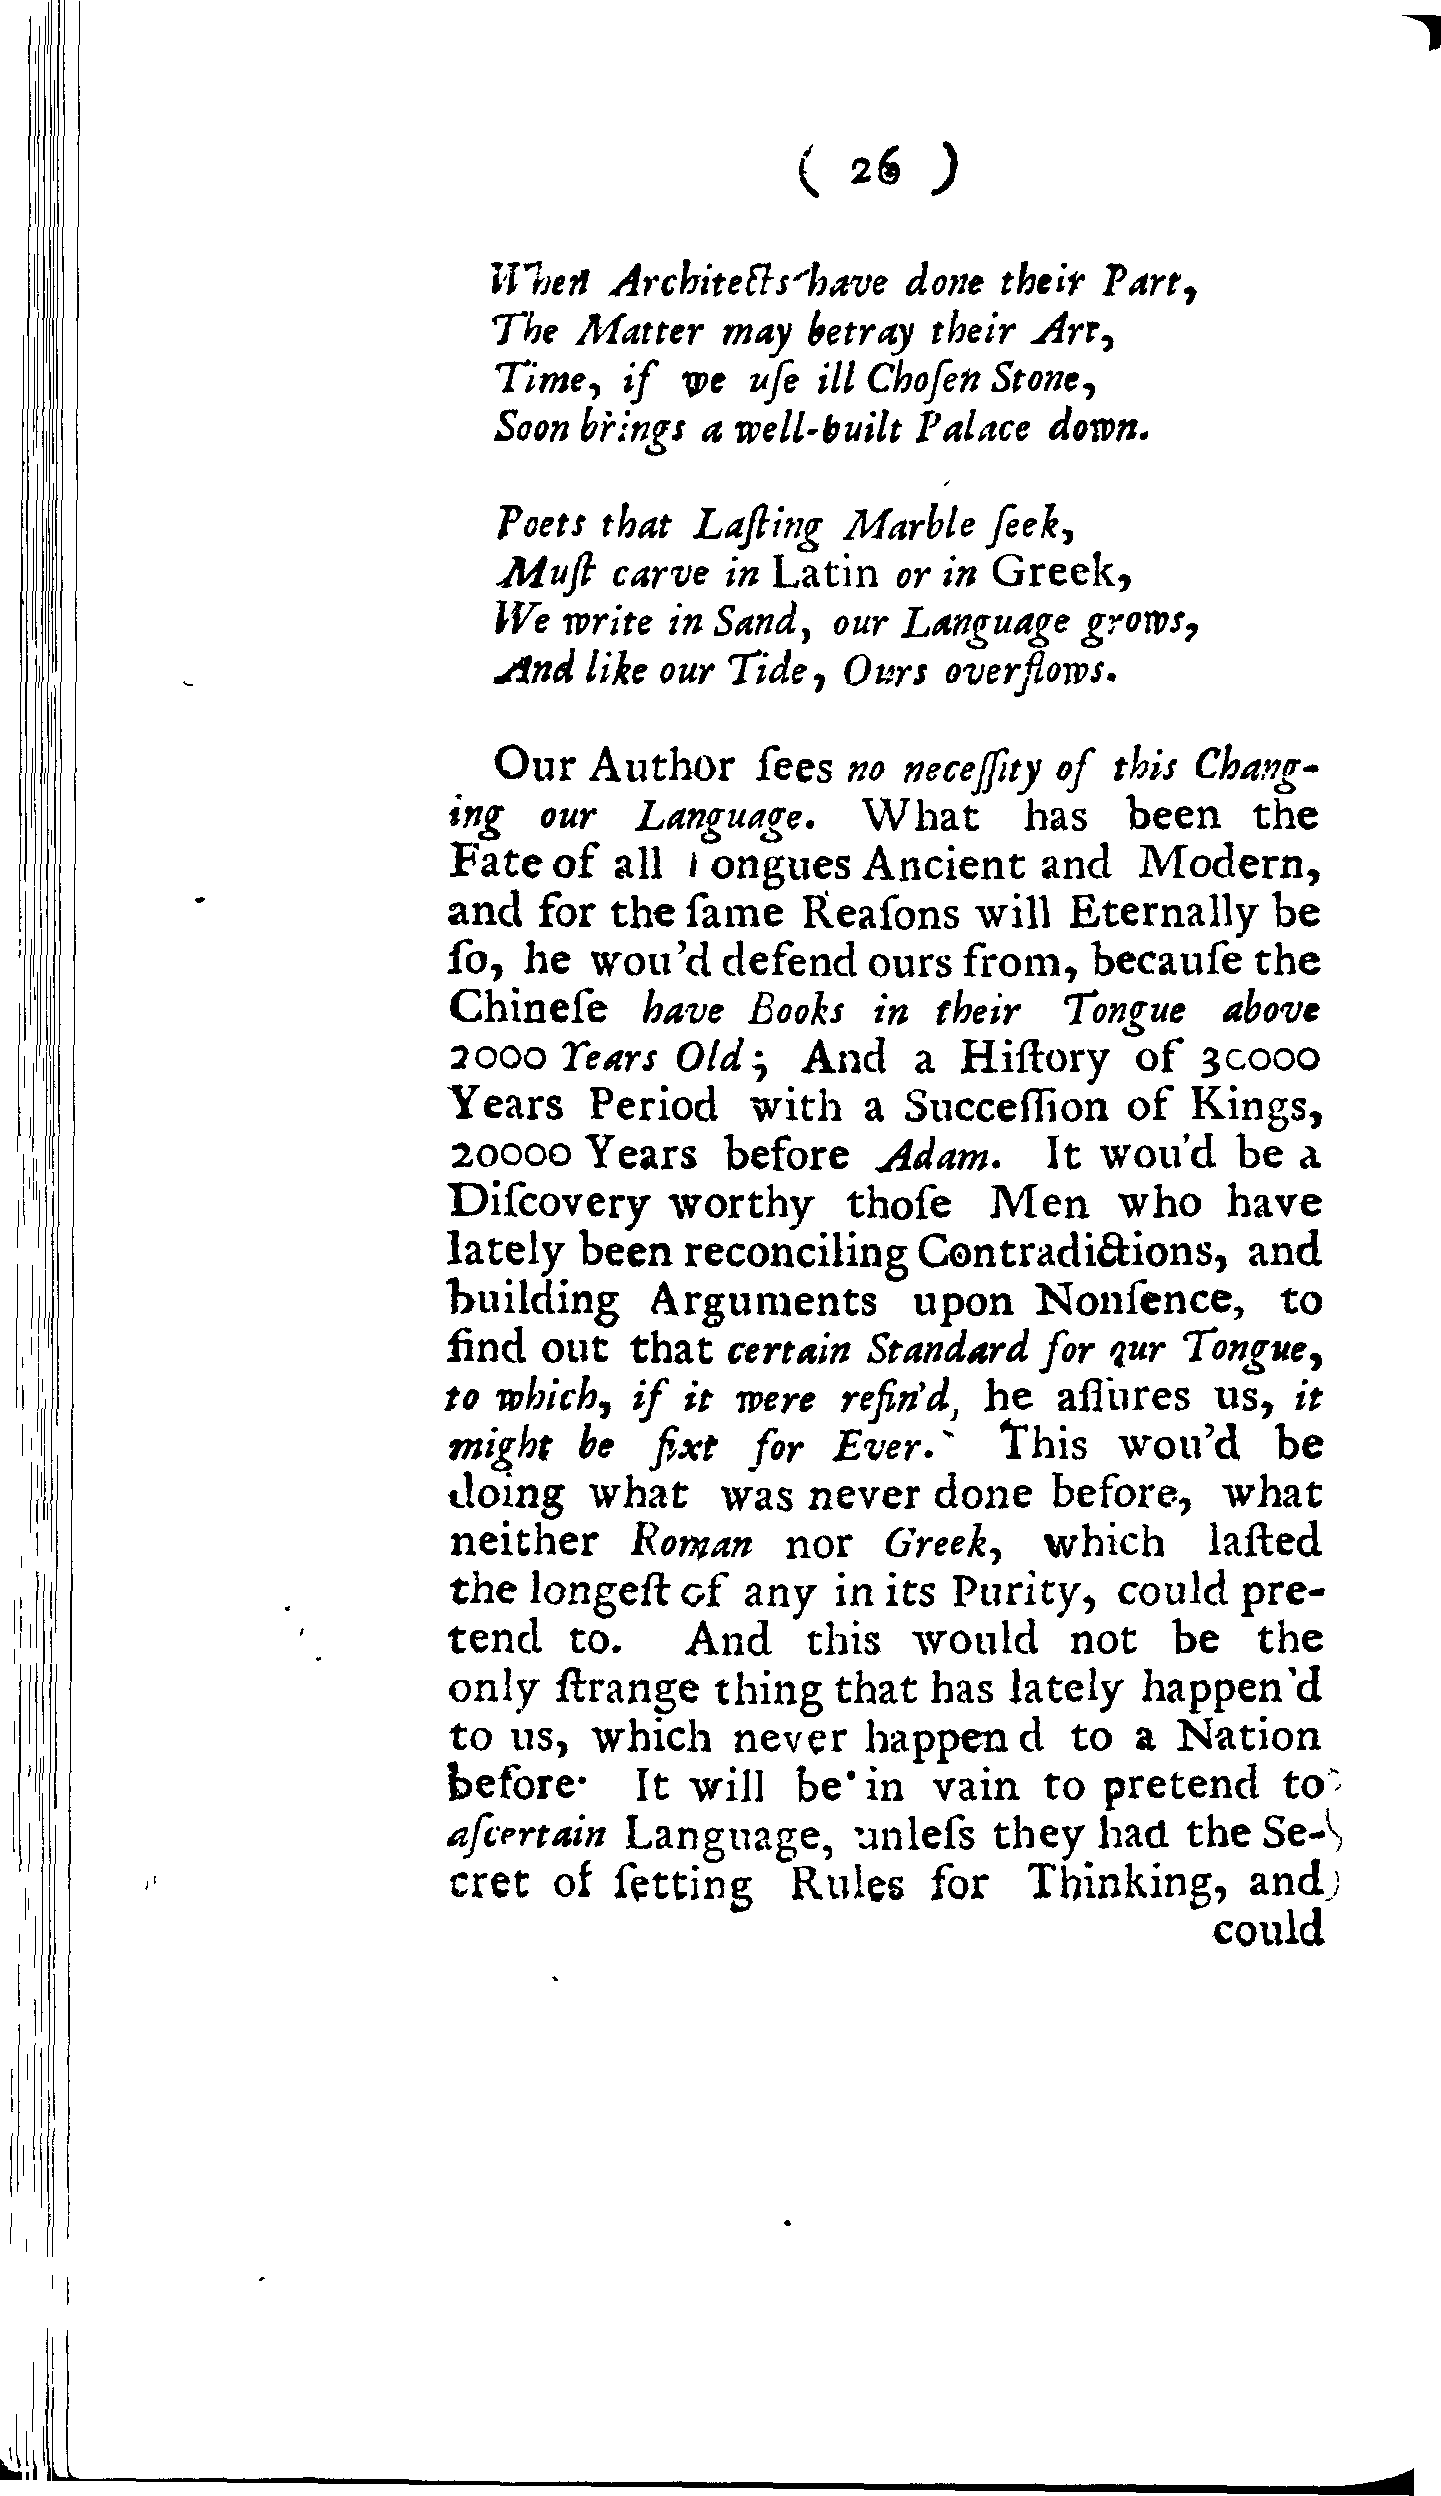 ( 26 )
When Architects have done their Part,
The Matter may betray their Art,
Time, if we uſe ill Choſen Stone,
Soon brings a well-built Palace down.
Poets that Laſting Marble ſeek,
Muſt carve in Latin or in Greek,
We write in Sand, our Language grows,
And like our Tide, Ours overflows.
Our Author ſees no neceſſity of this Chang-
ing our Language. What has been the
Fate of all Tongues Ancient and Modern,
and for the ſame Reaſons will Eternally be
ſo, he wou'd defend ours from, becauſe the
Chineſe have Books in their Tongue above
2000 Years Old; And a Hiſtory of 30000
Years Period with a Succeſſion of Kings,
20000 Years before Adam. It wou'd be a
Diſcovery worthy thoſe Men who have
lately been reconciling Contradictions, and
building Arguments upon Nonſence, to
find out that certain Standard for our Tongue,
to which, if it were refin'd, he aſſures us, it
might be fixt for Ever. This wou'd be
doing what was never done before, what
neither Roman nor Greek, which laſted
the longeſt of any in its Purity, could pre-
tend to. And this would not be the
only ſtrange thing that has lately happen'd
to us, which never happen d to a Nation
before. It will be in vain to pretend to
aſcertain Language, unleſs they had the Se-
cret of ſetting Rules for Thinking, and
could